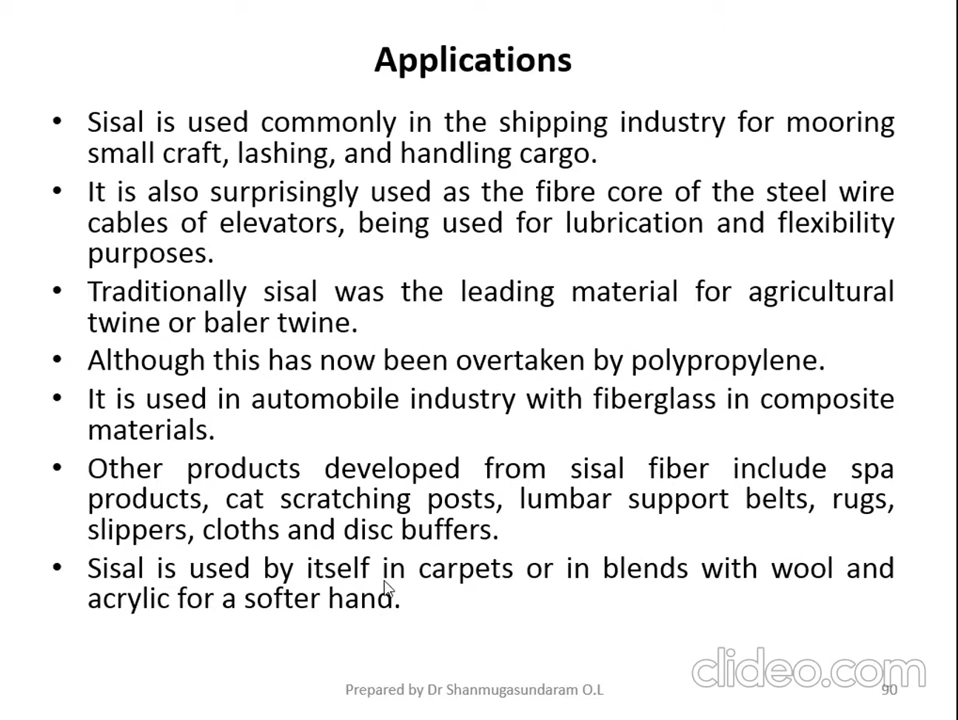 Applications
• Sisal is used commonly in the shipping industry for mooring
small craft, lashing, and handling cargo.
• It is also surprisingly used as the fibre core of the steel wire
cables of elevators, being used for lubrication and flexibility
purposes.
• Traditionally sisal was the leading material for agricultural
twine or baler twine.
• Although this has now been overtaken by polypropylene.
• It is used in automobile industry with fiberglass in composite
materials.
• Other products developed from sisal fiber include spa
products, cat scratching posts, lumbar support belts, rugs,
slippers, cloths and disc buffers.
• Sisal is used by itself in carpets or in blends with wool and
acrylic for a softer hand.
clideo.com
Prepared by Dr Shanmugasundaram O.L
90